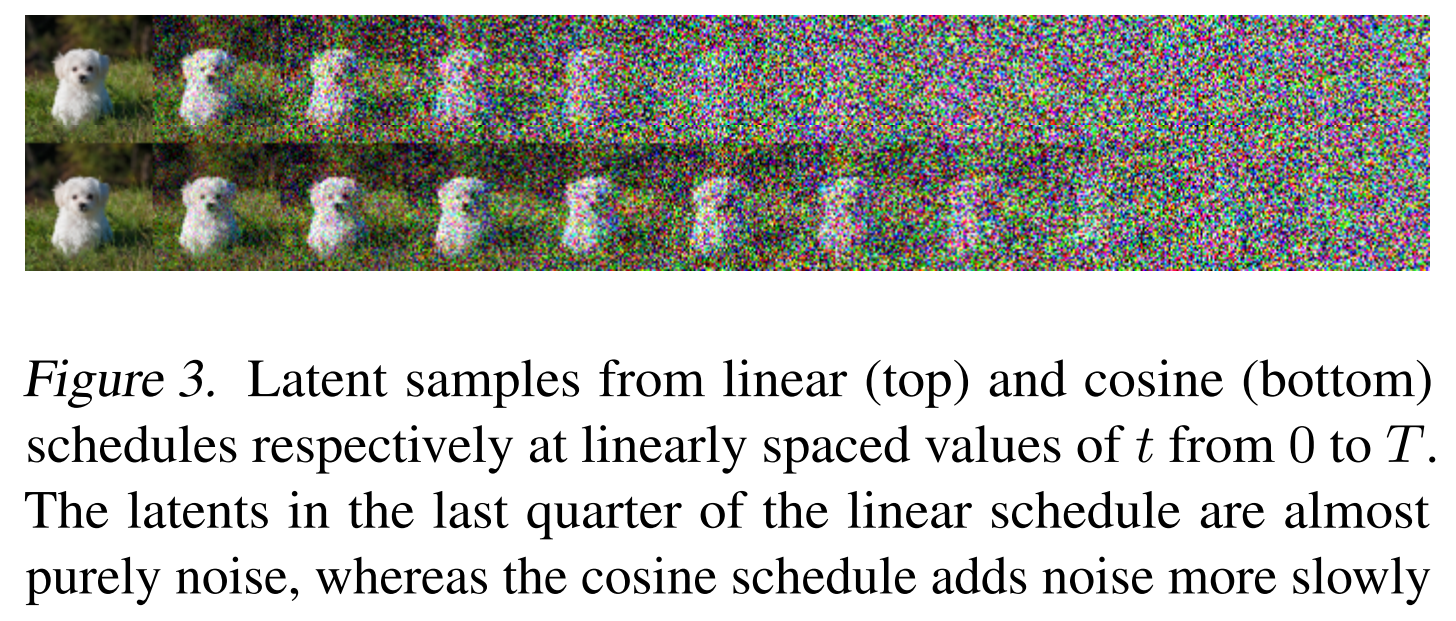 Figure 3. Latent samples from linear (top) and cosine (bottom)
schedules respectively at linearly spaced values of t from 0 to T.
The latents in the last quarter of the linear schedule are almost
purely noise, whereas the cosine schedule adds noise more slowly